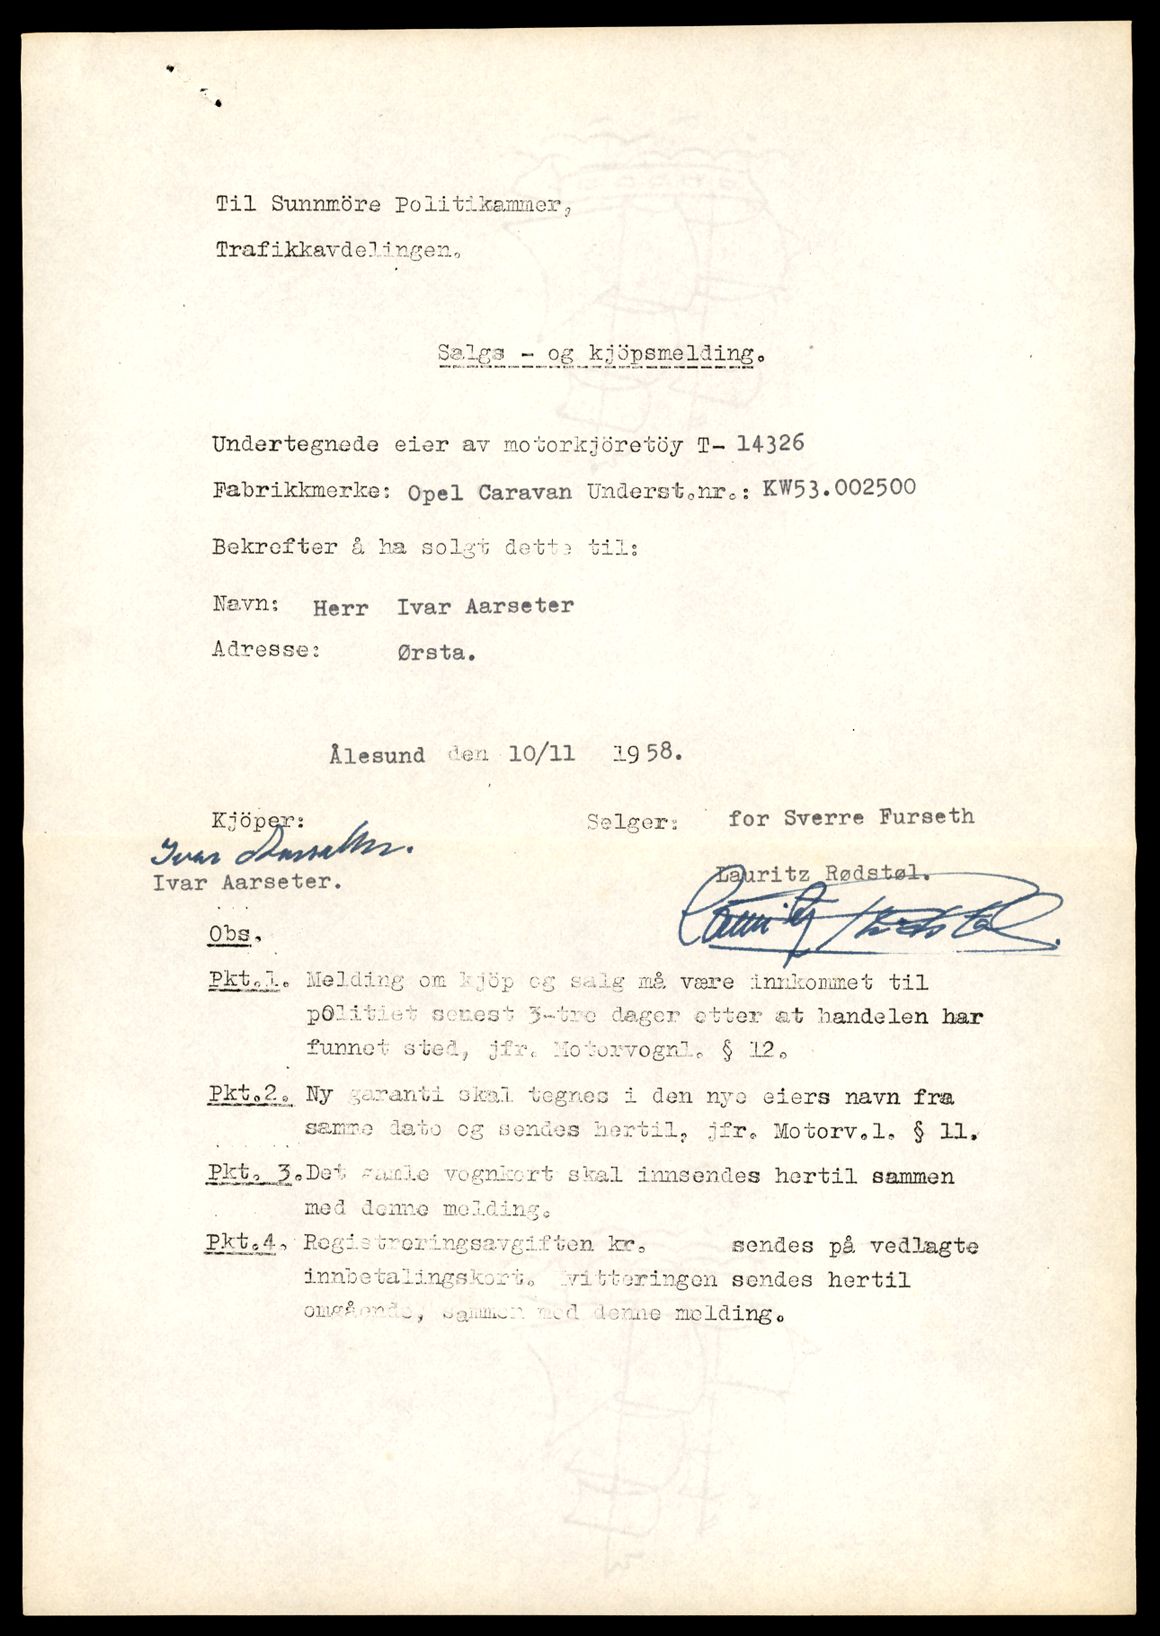 Til Sunnmöre Politikammer,
Trafikkavdelingen.
Salgs - og kjöpsmelding.
Undertegnede eier av motorkjöretöy T- 14326
Fabrikkmerke: Opel Caravan Underst.nr.: KW53.002500
Bekrefter å ha solgt dette til:
Navn: Herr Ivar Aarseter
Adresse: Ørsta.
Ålesund den 10/11 1958.
Kjöper: Selger: for Sverre Furseth
Ivar Aarseter.
Ivar Aarseter. Lauritz Rødstøl.
Lauritz Rødstøl.
Obs.
Pkt.1. Melding om kjöp og salg må være innkommet til
p0litiet senest 3-tre dager etter at handelen har
funnet sted, jfr. Motorvognl. § 12.
Pkt.2. Ny garanti skal tegnes i den nye eiers navn fra
samme dato og sendes hertil, jfr. Motorv.l. § 11.
Pkt. 3. Det gamle vognkort skal innsendes hertil sammen
med denne melding.
Pkt.4. Registreringsavgiften kr. sendes på vedlagte
innbetalingskort. Kvitteringen sendes hertil
omgående, sammen med denne melding.